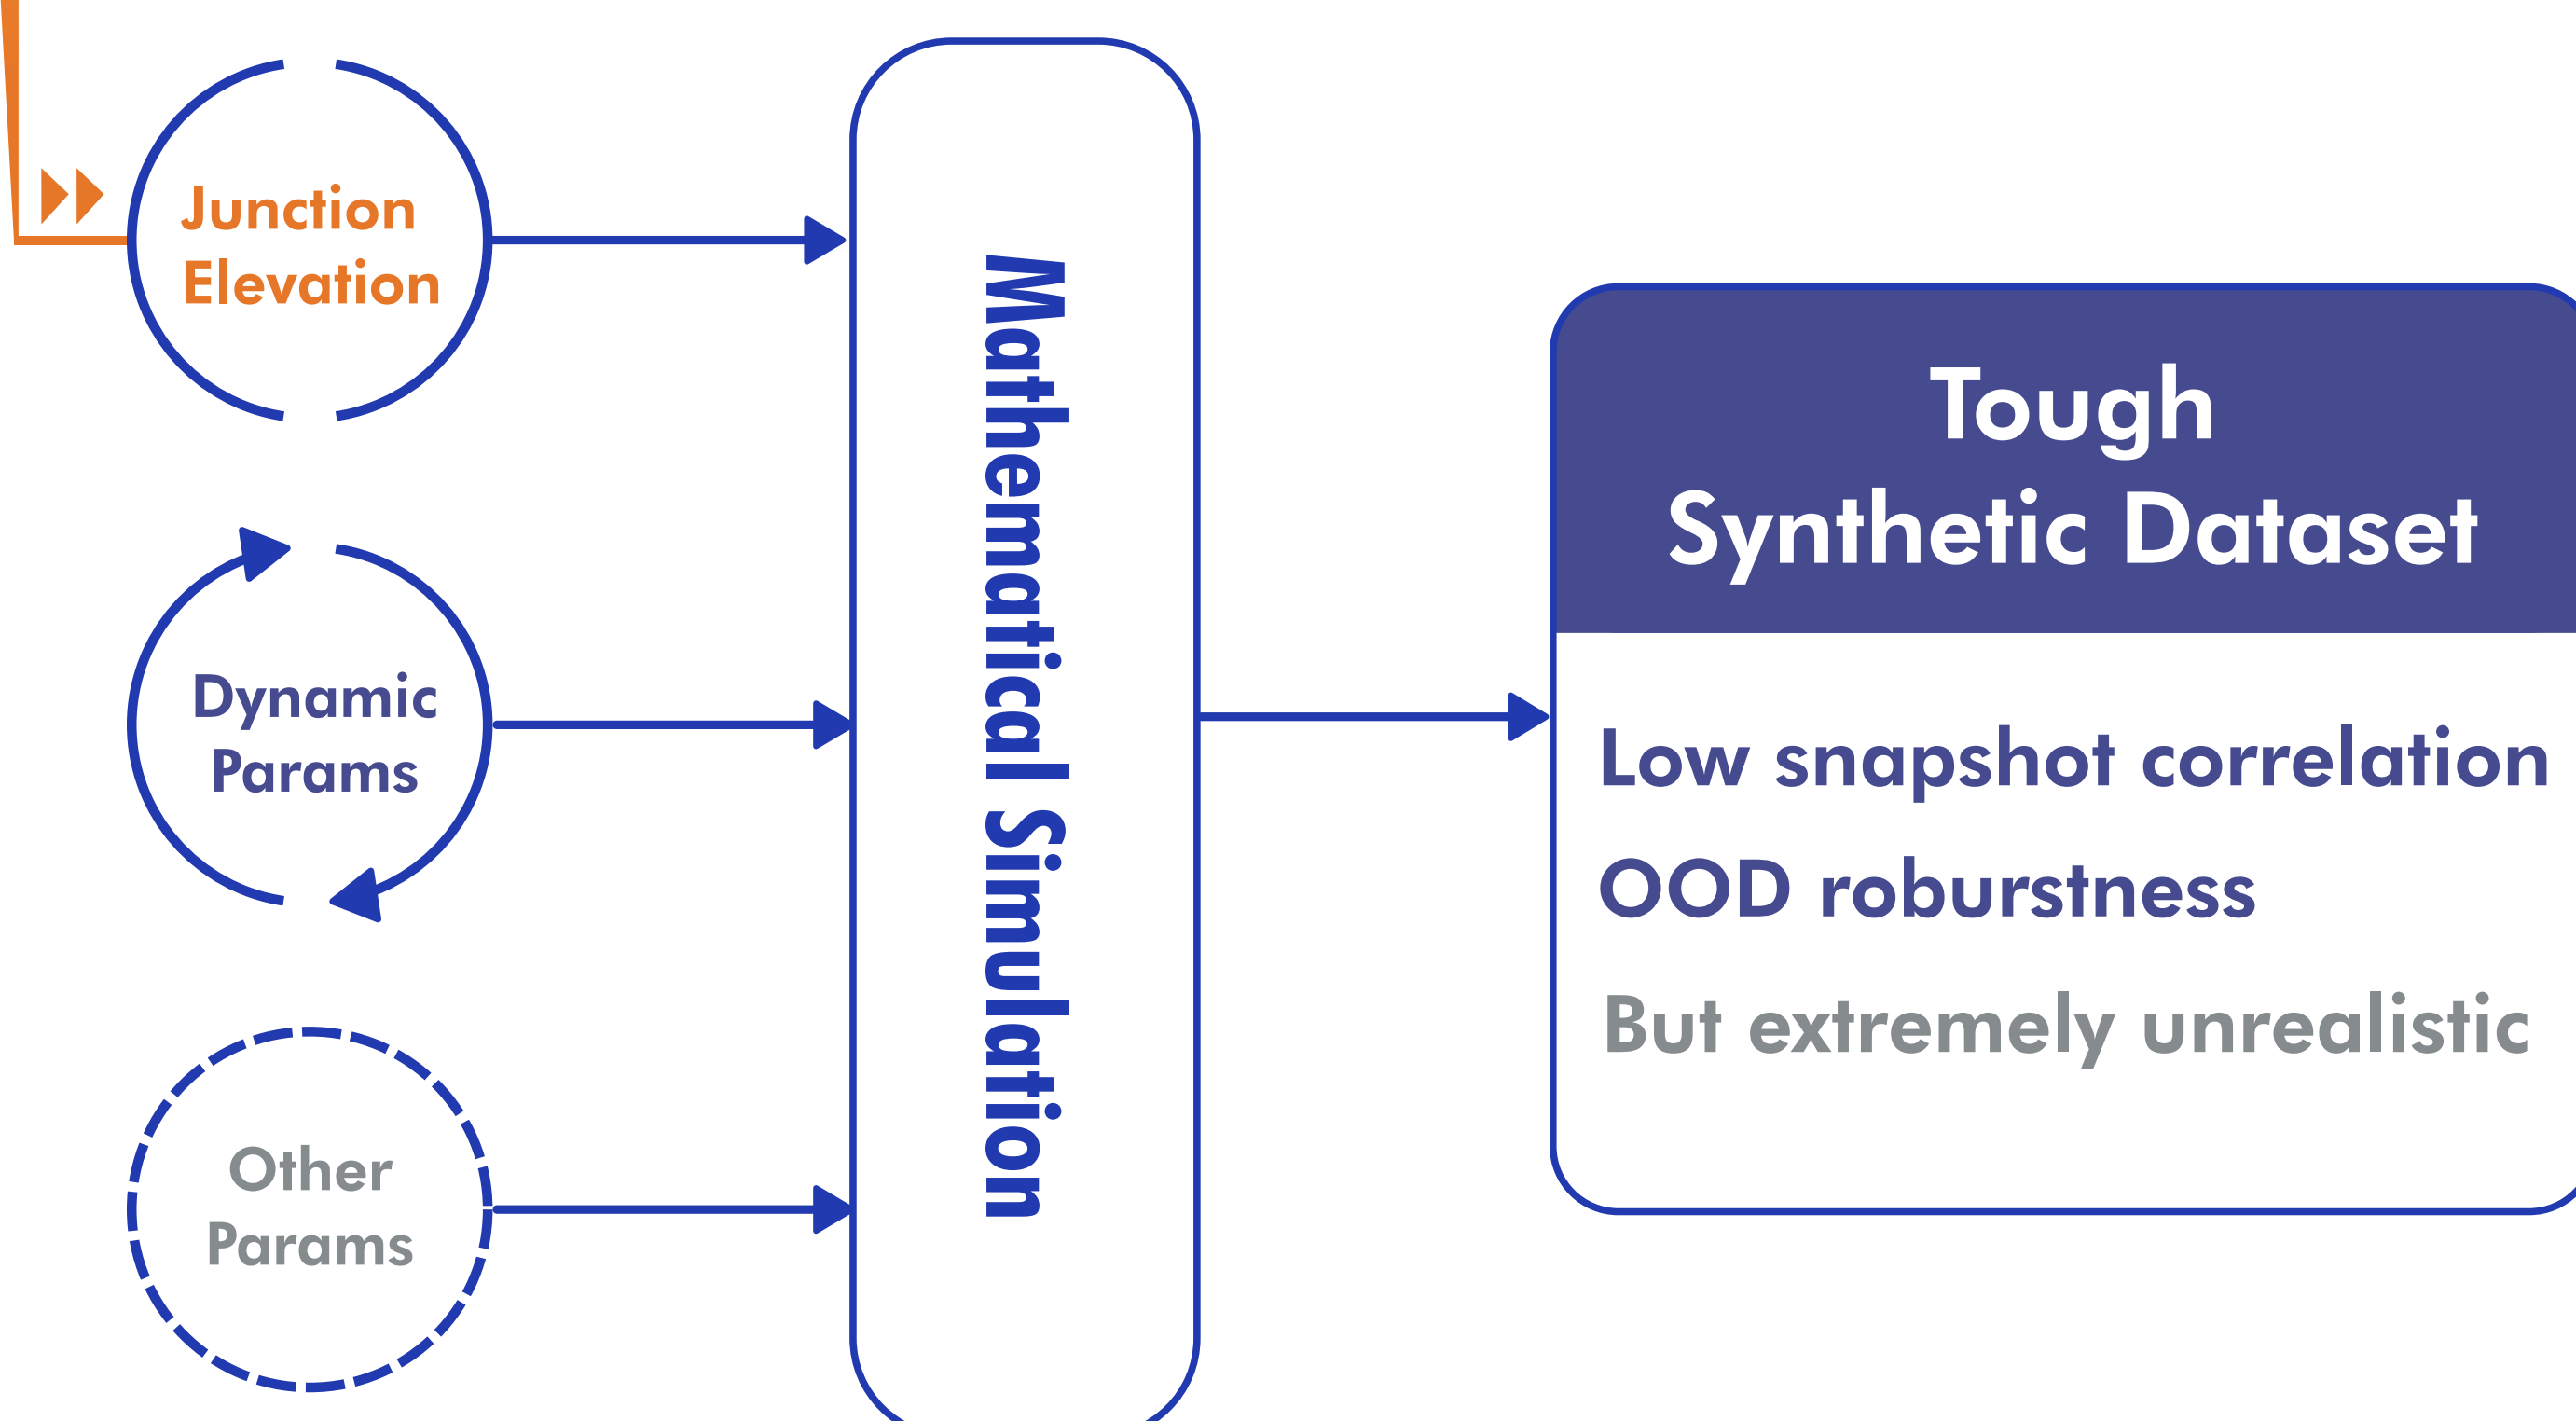 Junction
Elevation
Dynamic
Params
Other
Params
Mathematical Simulation
Tough
Synthetic Dataset
Low snapshot correlation
OOD roburstness
But extremely unrealistic